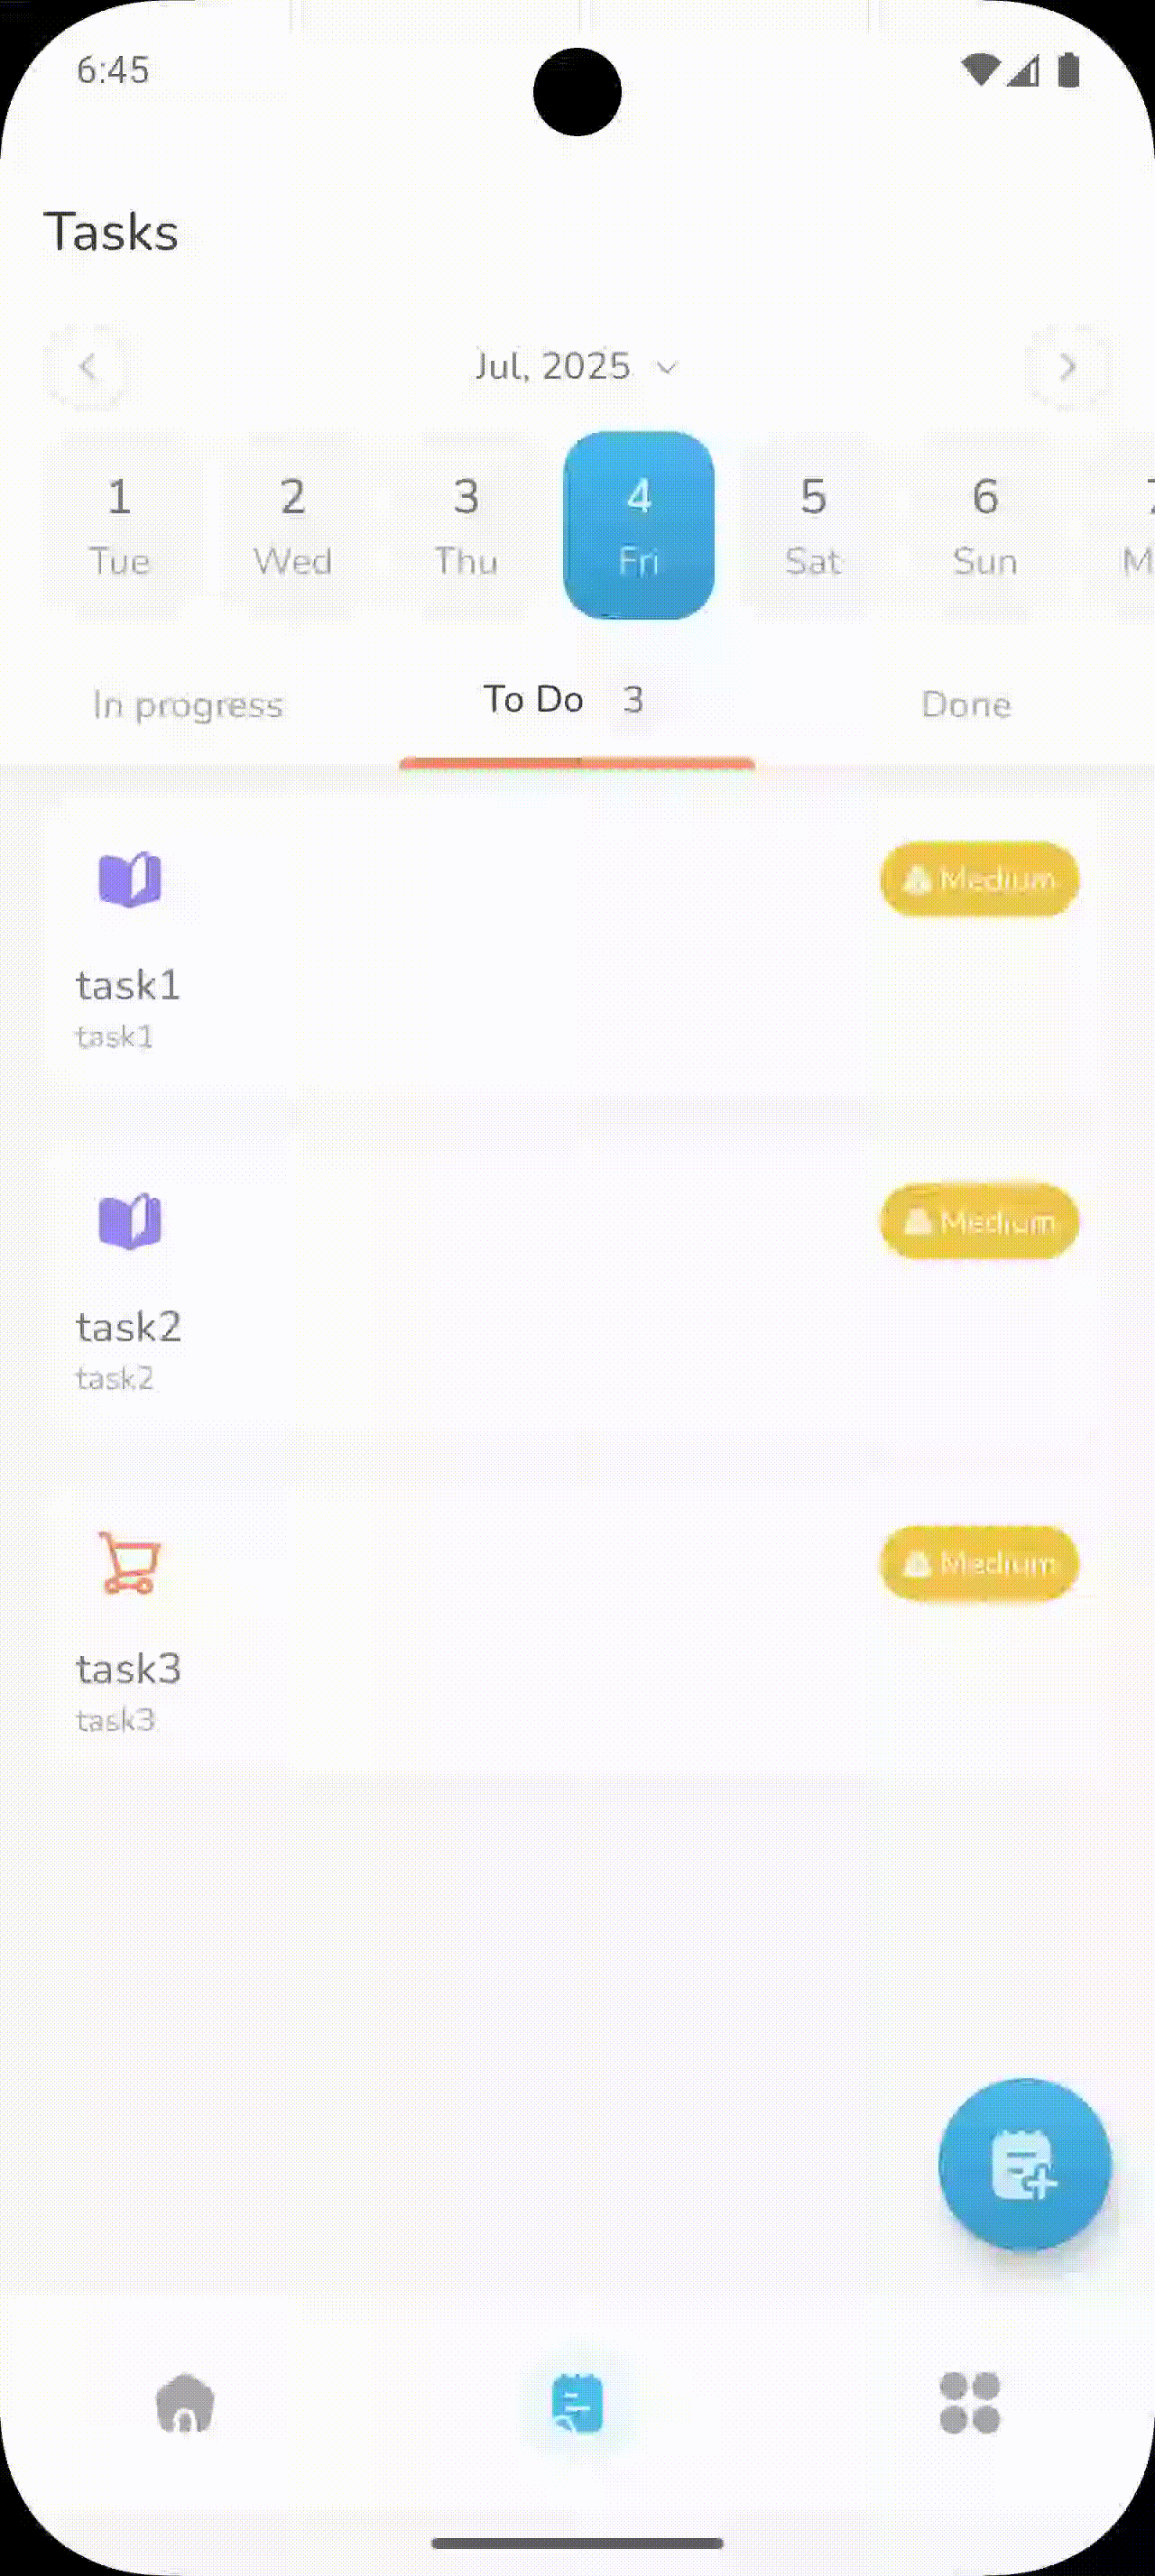 6:45
Tasks
Jul, 2025
1 2 3 4 5 6
Tue Wed Thu Fri Sat Sun
In progress To Do 3 Done
Medium
task1
task1
Medium
task2
task2
Medium
task3
task3